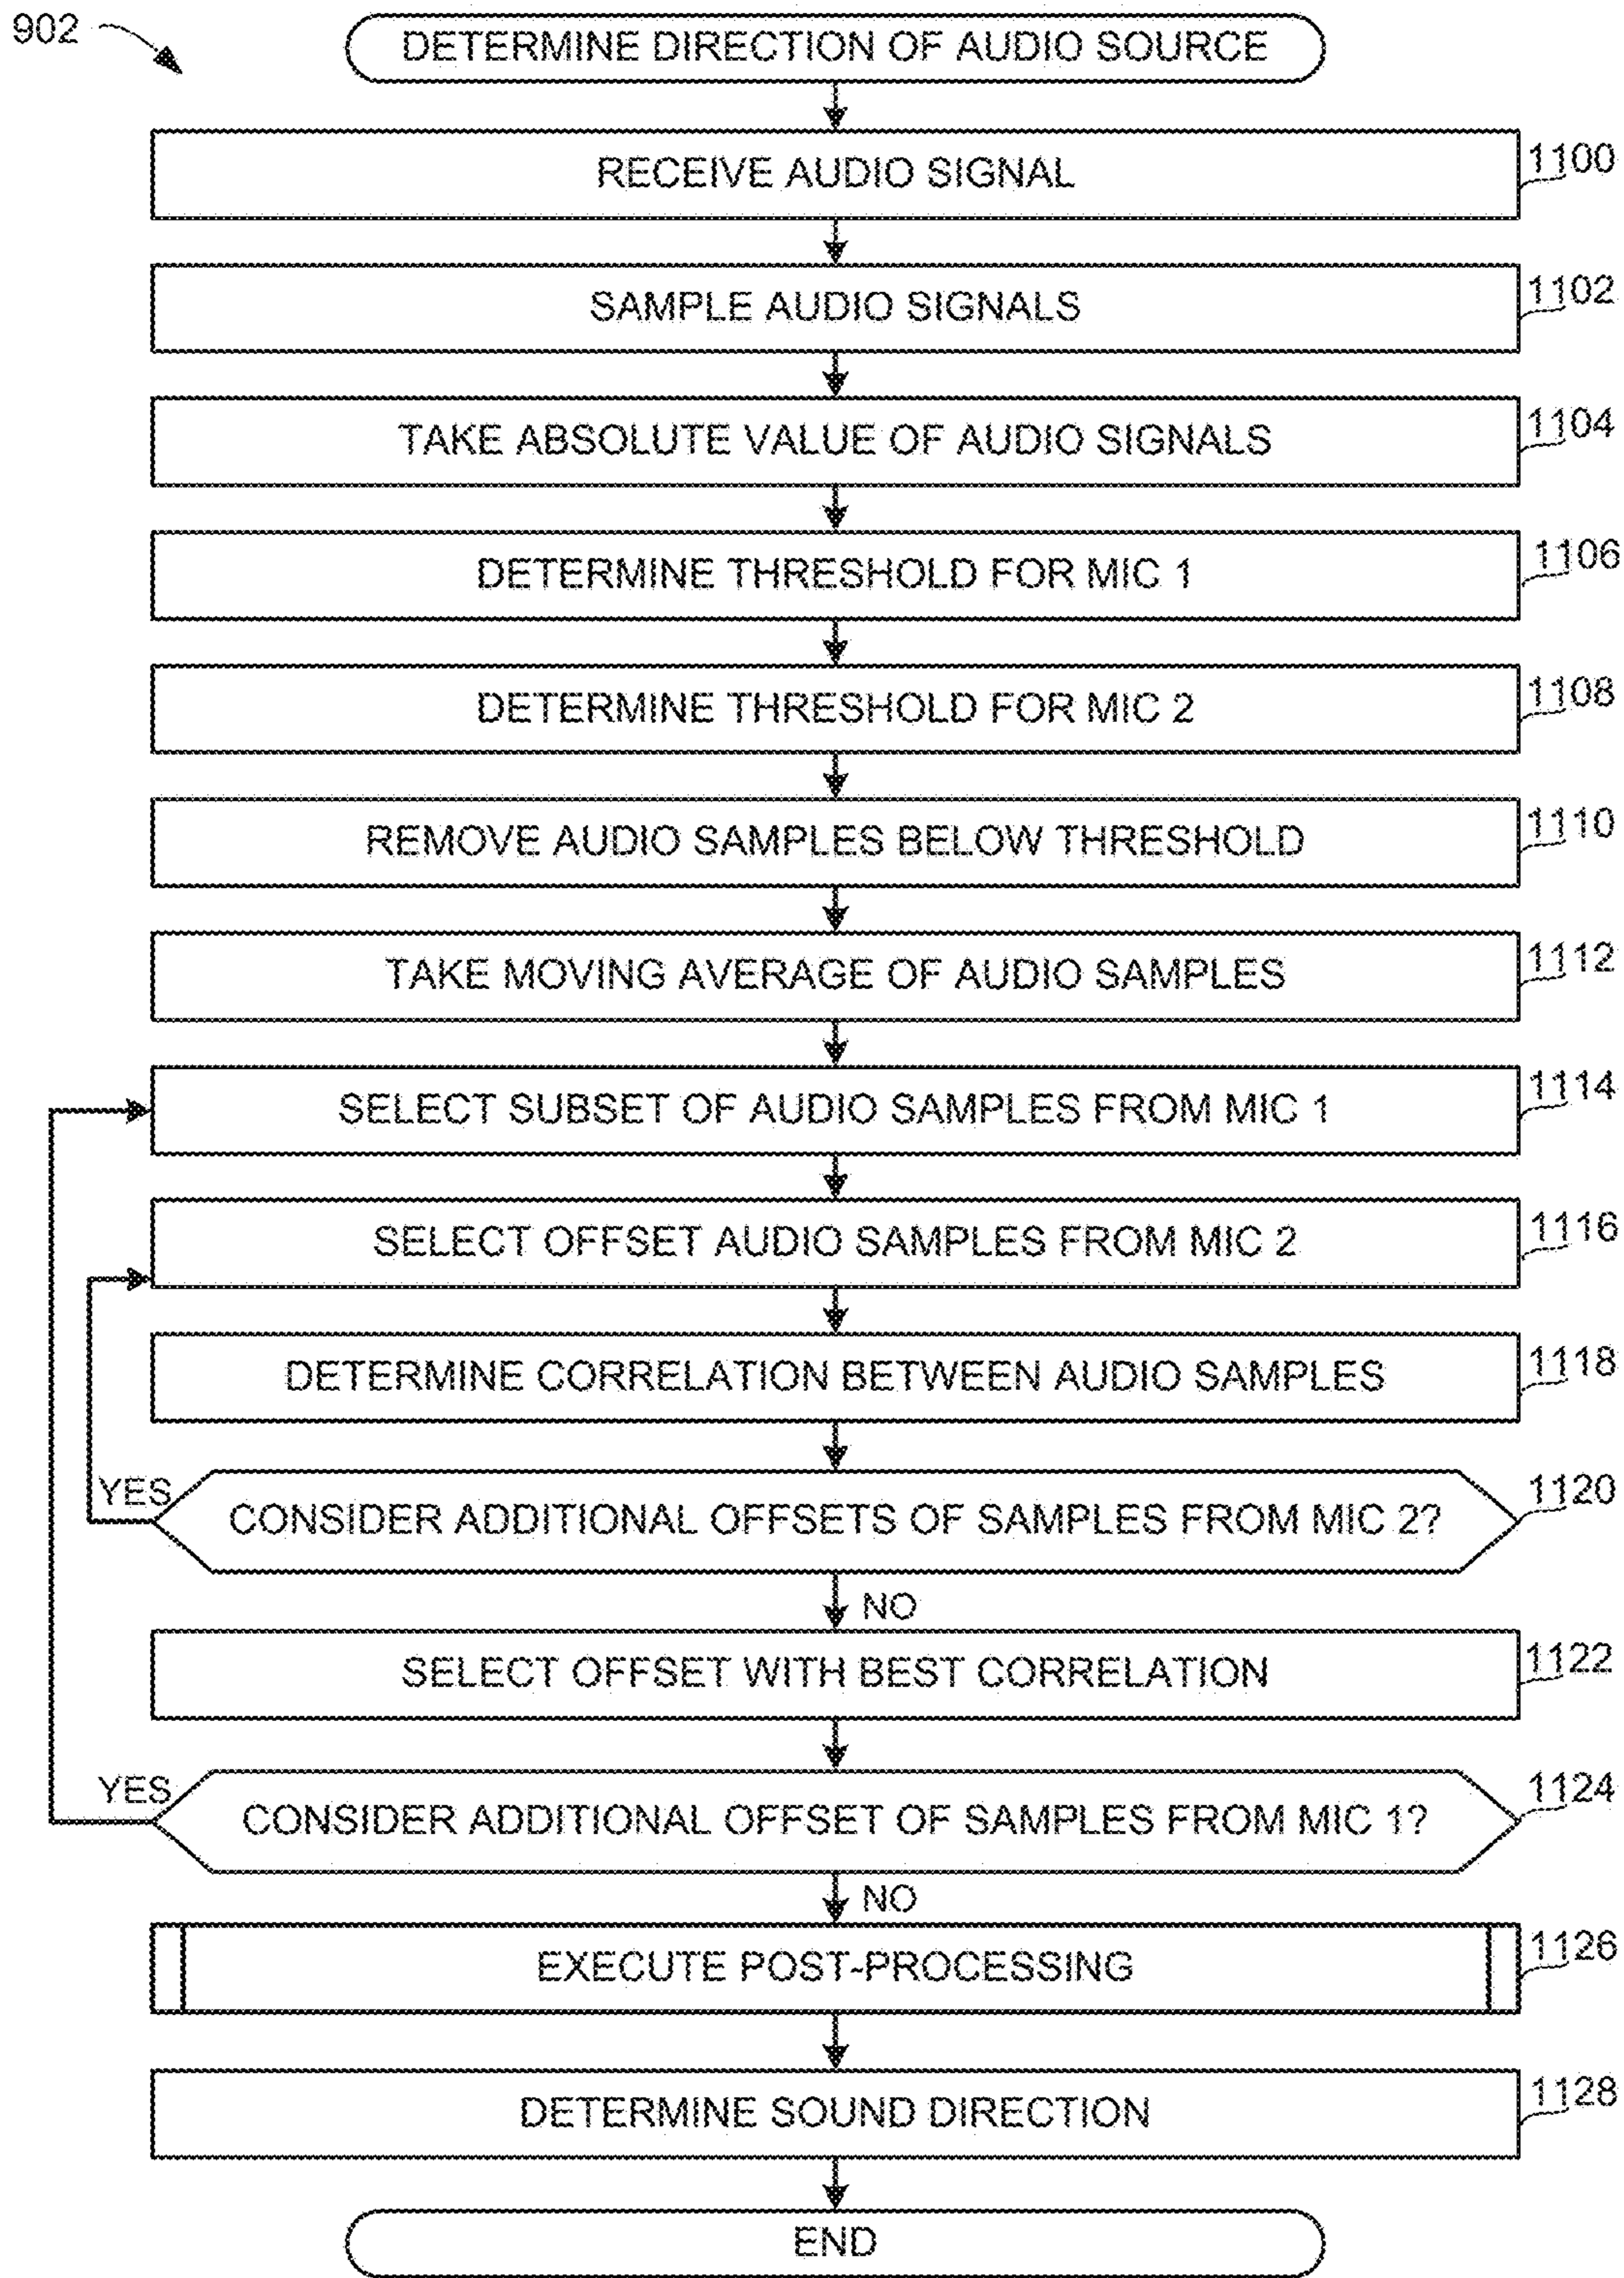 902
DETERMINE DIRECTION OF AUDIO SOURCE
RECEIVE AUDIO SIGNAL
1100
SAMPLE AUDIO SIGNALS
1102
TAKE ABSOLUTE VALUE OF AUDIO SIGNALS
1104
DETERMINE THRESHOLD FOR MIC 1
1106
DETERMINE THRESHOLD FOR MIC 2
1108
REMOVE AUDIO SAMPLES BELOW THRESHOLD
1110
TAKE MOVING AVERAGE OF AUDIO SAMPLES
1112
SELECT SUBSET OF AUDIO SAMPLES FROM MIC 1
1114
SELECT OFFSET AUDIO SAMPLES FROM MIC 2
1116
DETERMINE CORRELATION BETWEEN AUDIO SAMPLES
1118
YES
CONSIDER ADDITIONAL OFFSETS OF SAMPLES FROM MIC 2?
1120
NO
SELECT OFFSET WITH BEST CORRELATION
1122
YES
CONSIDER ADDITIONAL OFFSET OF SAMPLES FROM MIC 1?
1124
NO
EXECUTE POST-PROCESSING
1126
DETERMINE SOUND DIRECTION
1128
END